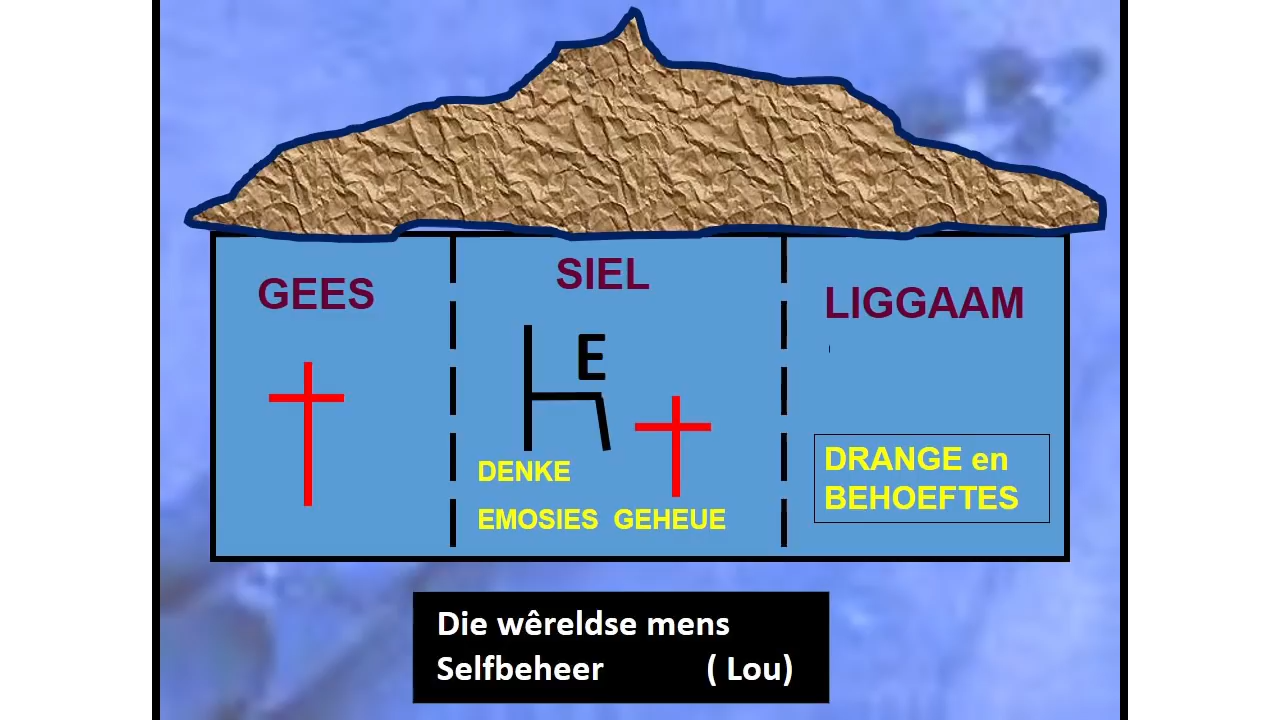 GEES
SIEL
LIGGAAM
E
DENKE
EMOSIES GEHEUE
DRANGE en
BEHOEFTES
Die wêreldse mens
Selfbeheer ( Lou)